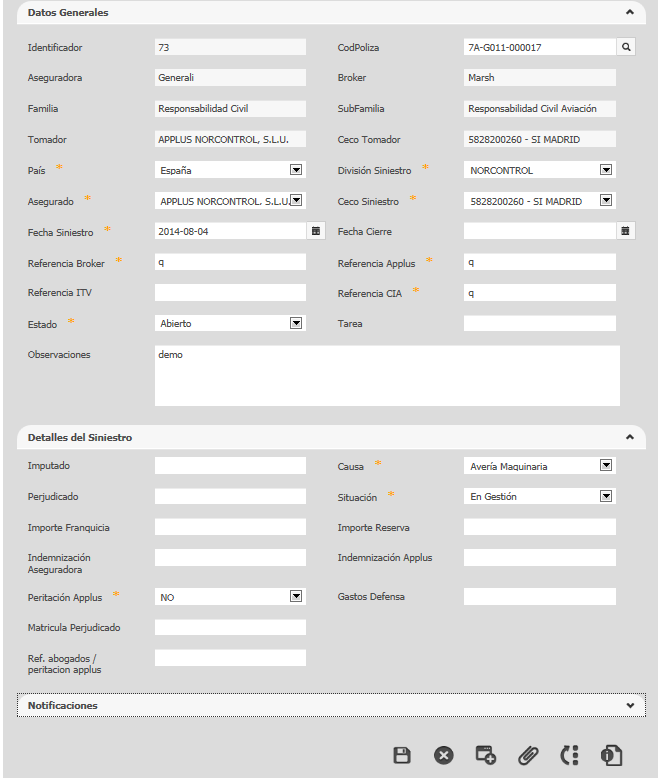 Datos Generales
Identificador 73 CodPoliza 7A-G011-000017
Aseguradora Generali Broker Marsh
Familia Responsabilidad Civil SubFamilia Responsabilidad Civil Aviación
Tomador APPLUS NORCONTROL, S.L.U. Ceco Tomador 5828200260 - SI MADRID
País * España División Siniestro * NORCONTROL
Asegurado * APPLUS NORCONTROL, S.L.U. Ceco Siniestro * 5828200260 - SI MADRID
Fecha Siniestro * 2014-08-04 Fecha Cierre
Referencia Broker * q Referencia Applus * q
Referencia ITV Referencia CIA * q
Estado * Abierto Tarea
Observaciones demo
Detalles del Siniestro
Imputado Causa * Avería Maquinaria
Perjudicado Situación * En Gestión
Importe Franquicia Importe Reserva
Indemnización Aseguradora Indemnización Applus
Peritación Applus * NO Gastos Defensa
Matricula Perjudicado
Ref. abogados /
peritacion applus
Notificaciones